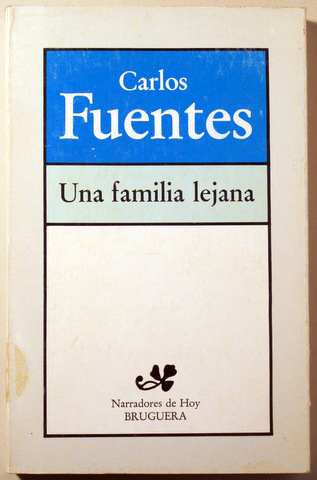 Carlos
Fuentes
Una familia lejana
Narradores de Hoy
BRUGUERA